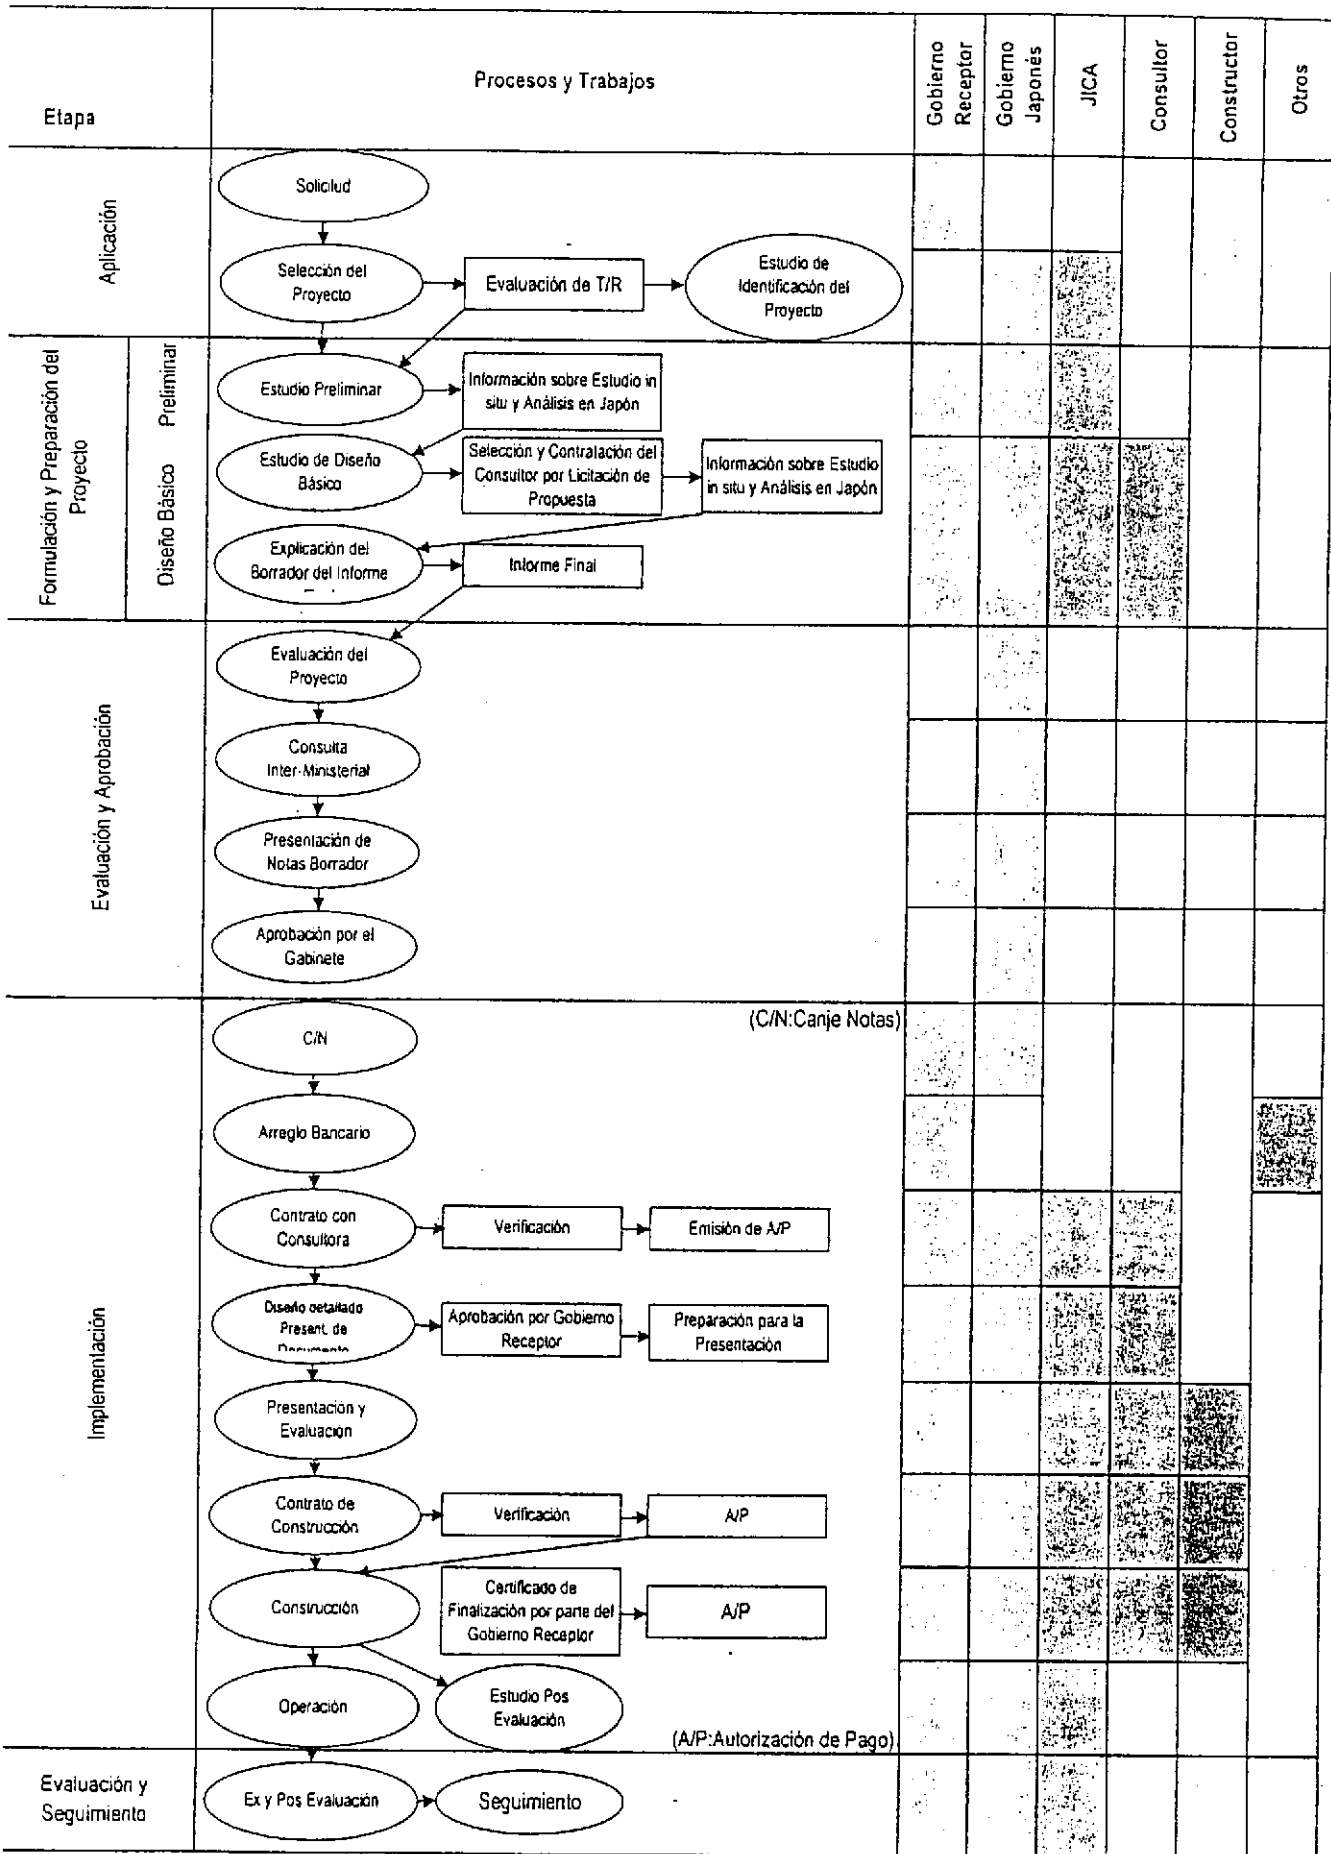 Etapa
Procesos y Trabajos
Gobierno
Receptor
Gobierno
Japonés
JICA
Consultor
Constructor
Otros
Aplicación
Solicitud
Selección del
Proyecto
Evaluación de T/R
Estudio de
Identificación del
Proyecto
Formulación y Preparación del
Proyecto
Preliminar
Estudio Preliminar
Información sobre Estudio in
situ y Análisis en Japón
Diseño Básico
Estudio de Diseño
Básico
Selección y Contratación del
Consultor por Licitación de
Propuesta
Información sobre Estudio
in situ y Análisis en Japón
Explicación del
Borrador del Informe
Informe Final
Evaluación y Aprobación
Evaluación del
Proyecto
Consulta
Inter-Ministerial
Presentación de
Notas Borrador
Aprobación por el
Gabinete
Implementación
C/N
(C/N:Canje Notas)
Arreglo Bancario
Contrato con
Consultora
Verificación
Emisión de A/P
Diseño detallado
Present. de
Documento
Aprobación por Gobierno
Receptor
Preparación para la
Presentación
Presentación y
Evaluación
Contrato de
Construcción
Verificación
A/P
Construcción
Certificado de
Finalización por parte del
Gobierno Receptor
A/P
Operación
Estudio Pos
Evaluación
(A/P:Autorización de Pago)
Evaluación y
Seguimiento
Ex y Pos Evaluación
Seguimiento